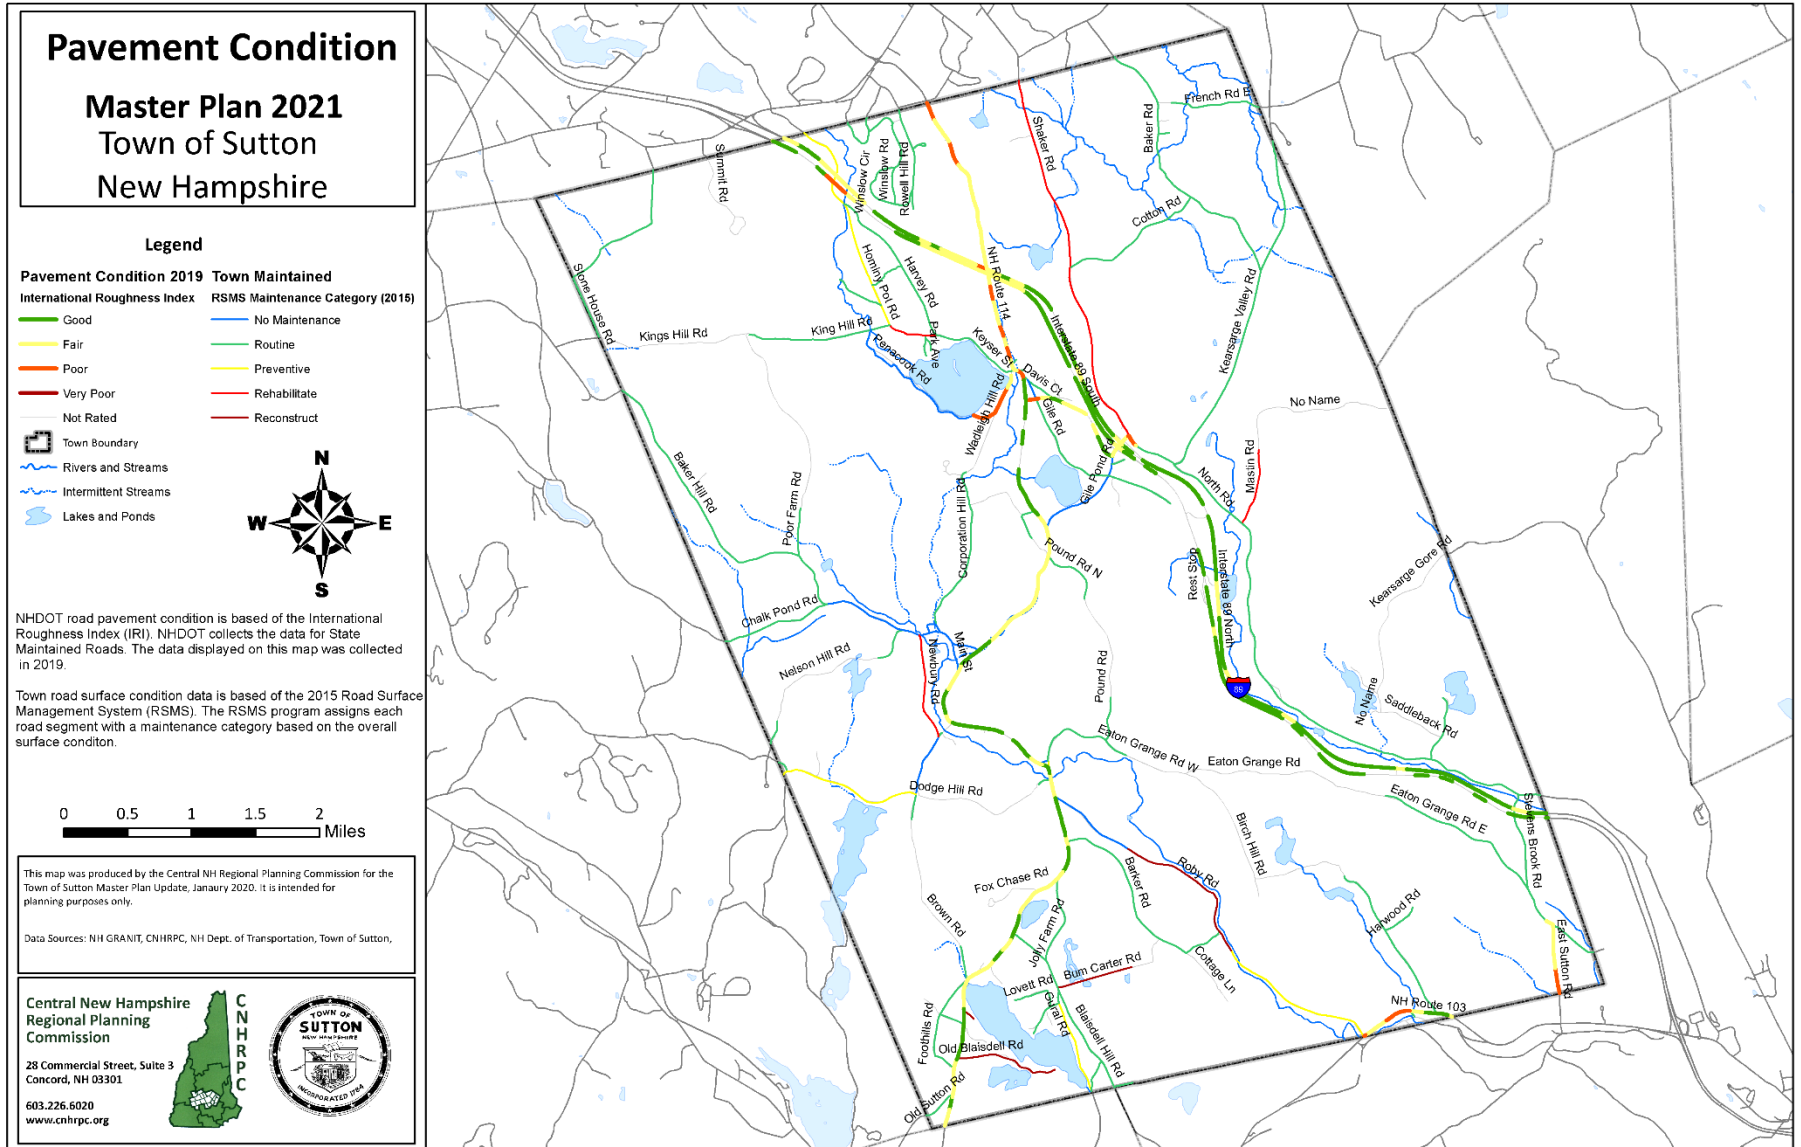 Pavement Condition
Master Plan 2021
Town of Sutton
New Hampshire
Legend
Pavement Condition 2019
International Roughness Index
Good
Fair
Poor
Very Poor
Not Rated
Town Boundary
Rivers and Streams
Intermittent Streams
Lakes and Ponds
Town Maintained
RSMS Maintenance Category (2015)
No Maintenance
Routine
Preventive
Rehabilitate
Reconstruct
N
W
E
S
NHDOT road pavement condition is based of the International
Roughness Index (IRI). NHDOT collects the data for State
Maintained Roads. The data displayed on this map was collected
in 2019.
Town road surface condition data is based of the 2015 Road Surface
Management System (RSMS). The RSMS program assigns each
road segment with a maintenance category based on the overall
surface conditon.
0 0.5 1 1.5 2
Miles
This map was produced by the Central NH Regional Planning Commission for the
Town of Sutton Master Plan Update, Janaury 2020. It is intended for
planning purposes only.
Data Sources: NH GRANIT, CNHRPC, NH Dept. of Transportation, Town of Sutton,
Central New Hampshire
Regional Planning
Commission
28 Commercial Street, Suite 3
Concord, NH 03301
603.226.6020
www.cnhrpc.org
CNHRPC
TOWN OF
SUTTON
NEW HAMPSHIRE
INCORPORATED 1784
French Rd E
Baker Rd
Shaker Rd
Summit Rd
Winslow Cir
Winslow Rd
Rowell Hill Rd
Cotton Rd
NH Route 114
Hominy Pot Rd
Harvey Rd
Stone House Rd
Kearsarge Valley Rd
Kings Hill Rd
King Hill Rd
Park Ave
Keyser St
Penacook Rd
Interstate 89 South
Davis Ct
Gile Rd
Wadleigh Hill Rd
No Name
Mastin Rd
North Rd
Gile Pond Rd
Baker Hill Rd
Poor Farm Rd
Corporation Hill Rd
Pound Rd N
Rest Stop
Interstate 89 North
Kearsarge Gore Rd
Chalk Pond Rd
Nelson Hill Rd
Main St
Newbury Rd
Pound Rd
89
No Name
Saddleback Rd
Eaton Grange Rd W
Eaton Grange Rd
Eaton Grange Rd E
Stevens Brook Rd
Dodge Hill Rd
Birch Hill Rd
Fox Chase Rd
Barker Rd
Roby Rd
Brown Rd
Jolly Farm Rd
Harwood Rd
East Sutton Rd
Cottage Ln
Bum Carter Rd
Lovett Rd
Gural Rd
Blaisdell Hill Rd
NH Route 103
Foothills Rd
Old Blaisdell Rd
Old Sutton Rd